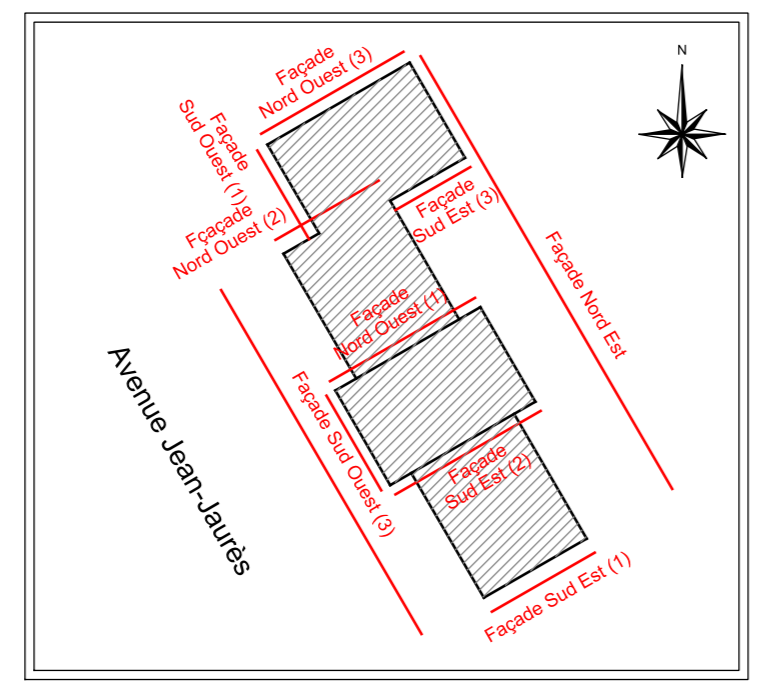 N
Façade
Nord Ouest (3)
Façade
Sud Ouest (1)
Fçaçade
Nord Ouest (2)
Façade
Sud Est (3)
Façade Nord Est
Façade
Nord Ouest (1)
Façade Sud Ouest (3)
Avenue Jean-Jaurès
Façade
Sud Est (2)
Façade Sud Est (1)